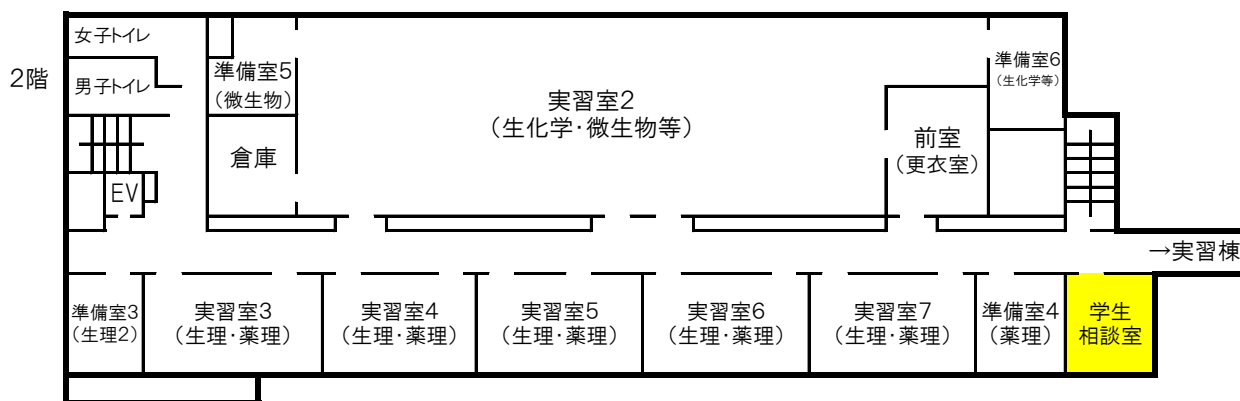 2階
女子トイレ
男子トイレ
EV
準備室5
（微生物）
倉庫
実習室2
（生化学・微生物等）
前室
（更衣室）
準備室6
（生化学等）
→実習棟
準備室3
（生理2）
実習室3
（生理・薬理）
実習室4
（生理・薬理）
実習室5
（生理・薬理）
実習室6
（生理・薬理）
実習室7
（生理・薬理）
準備室4
（薬理）
学生
相談室